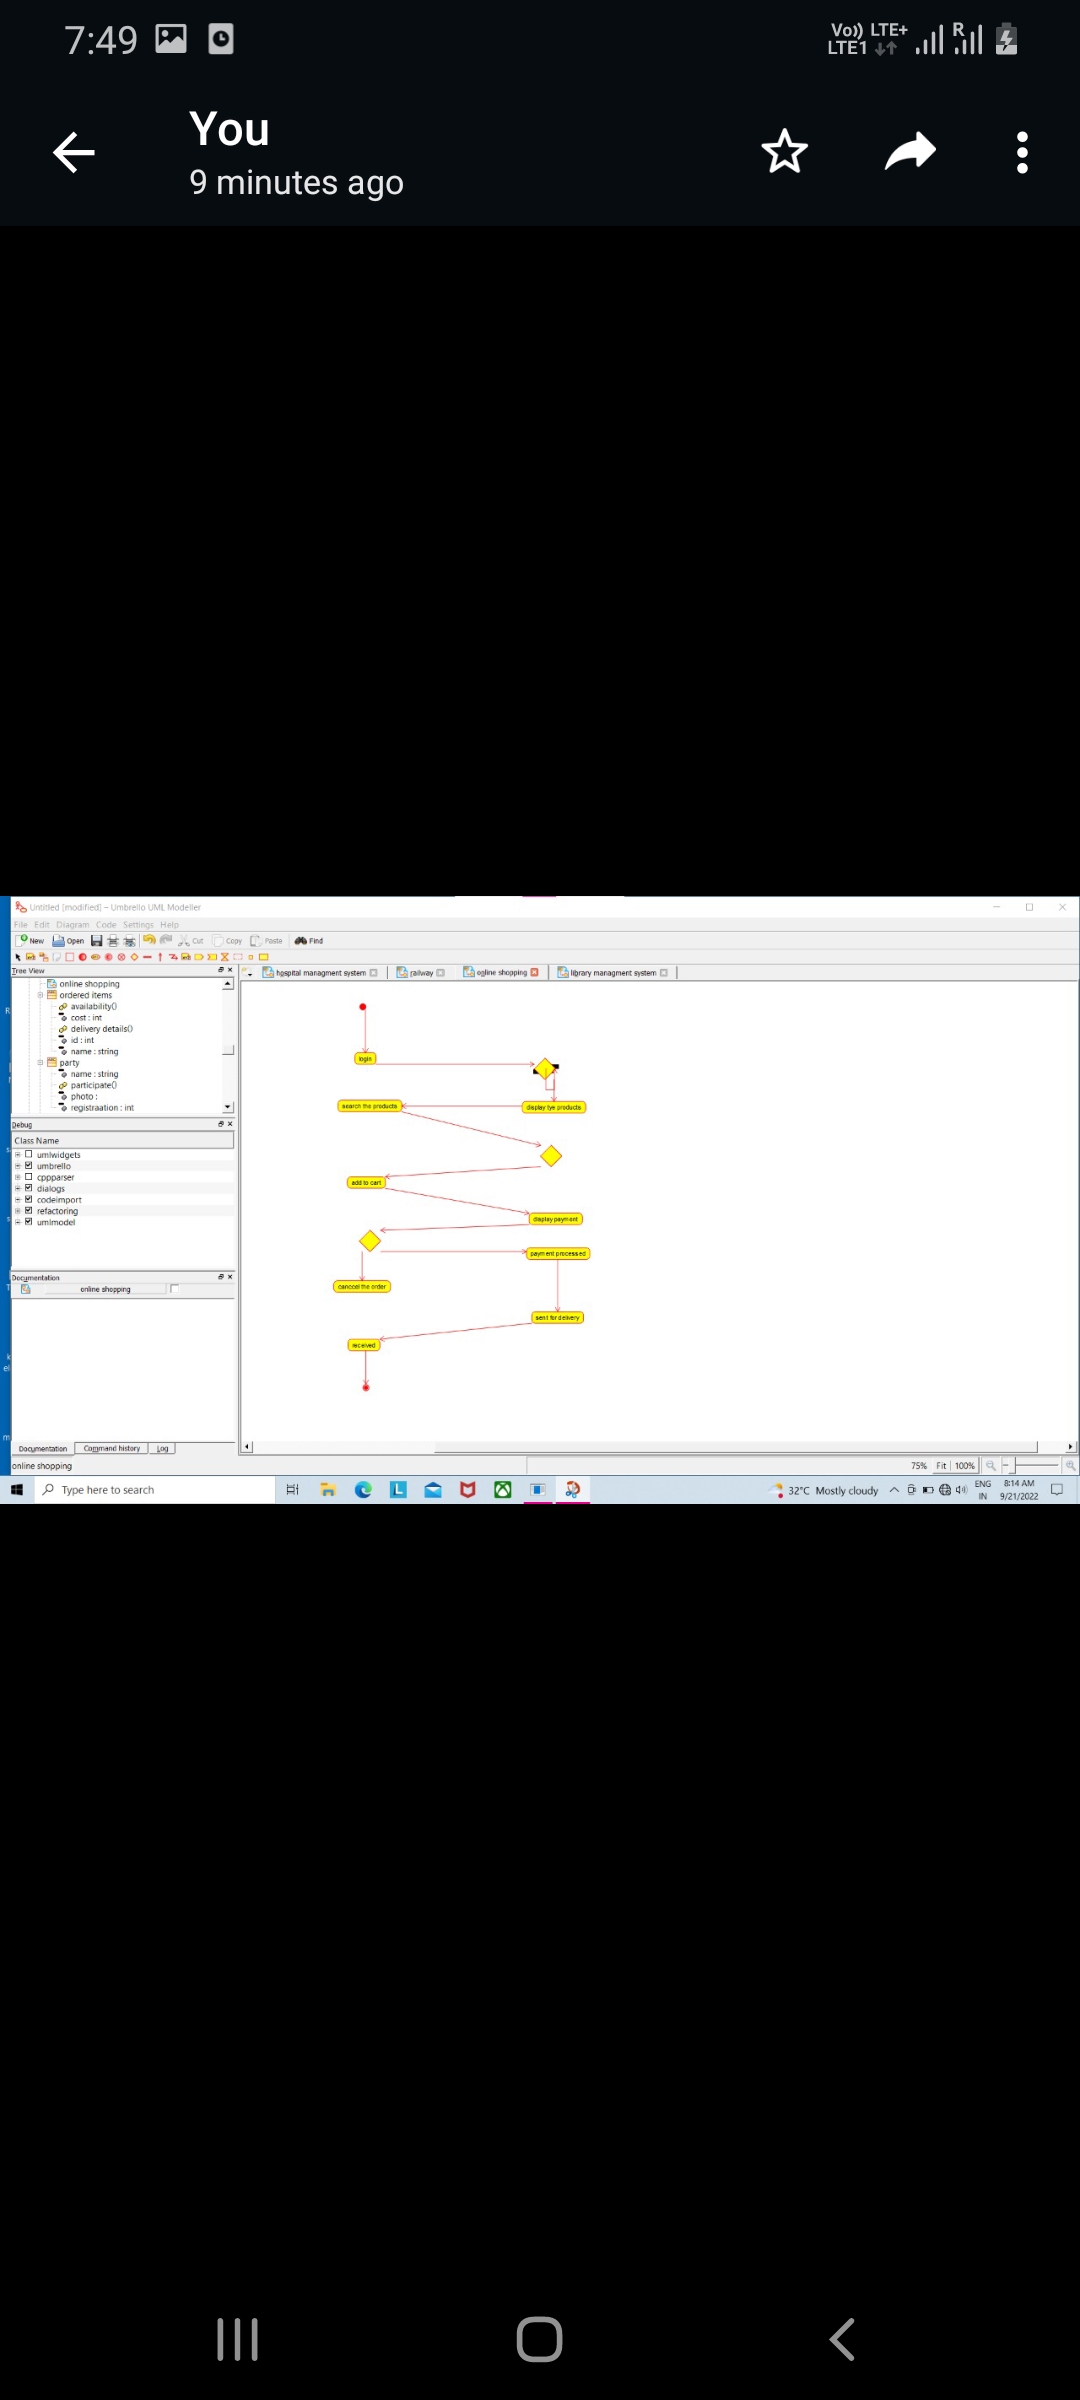 7:49
Vo)) LTE+
LTE1
R
You
9 minutes ago
Untitled [modified] – Umbrello UML Modeller
File Edit Diagram Code Settings Help
New Open Cut Copy Paste Find
Tree View
hospital managment system railway online shopping library managment system
online shopping
ordered items
availability()
cost : int
delivery details()
id : int
name : string
party
name : string
participate()
photo :
registraation : int
Debug
Class Name
umlwidgets
umbrello
cppparser
dialogs
codeimport
refactoring
umlmodel
Documentation
online shopping
login
search the products
display tye products
add to cart
display payment
payment processed
canccel the order
sent for delivery
received
Documentation Command history Log
online shopping
75% Fit 100%
Type here to search
L
32°C Mostly cloudy
ENG
IN
8:14 AM
9/21/2022